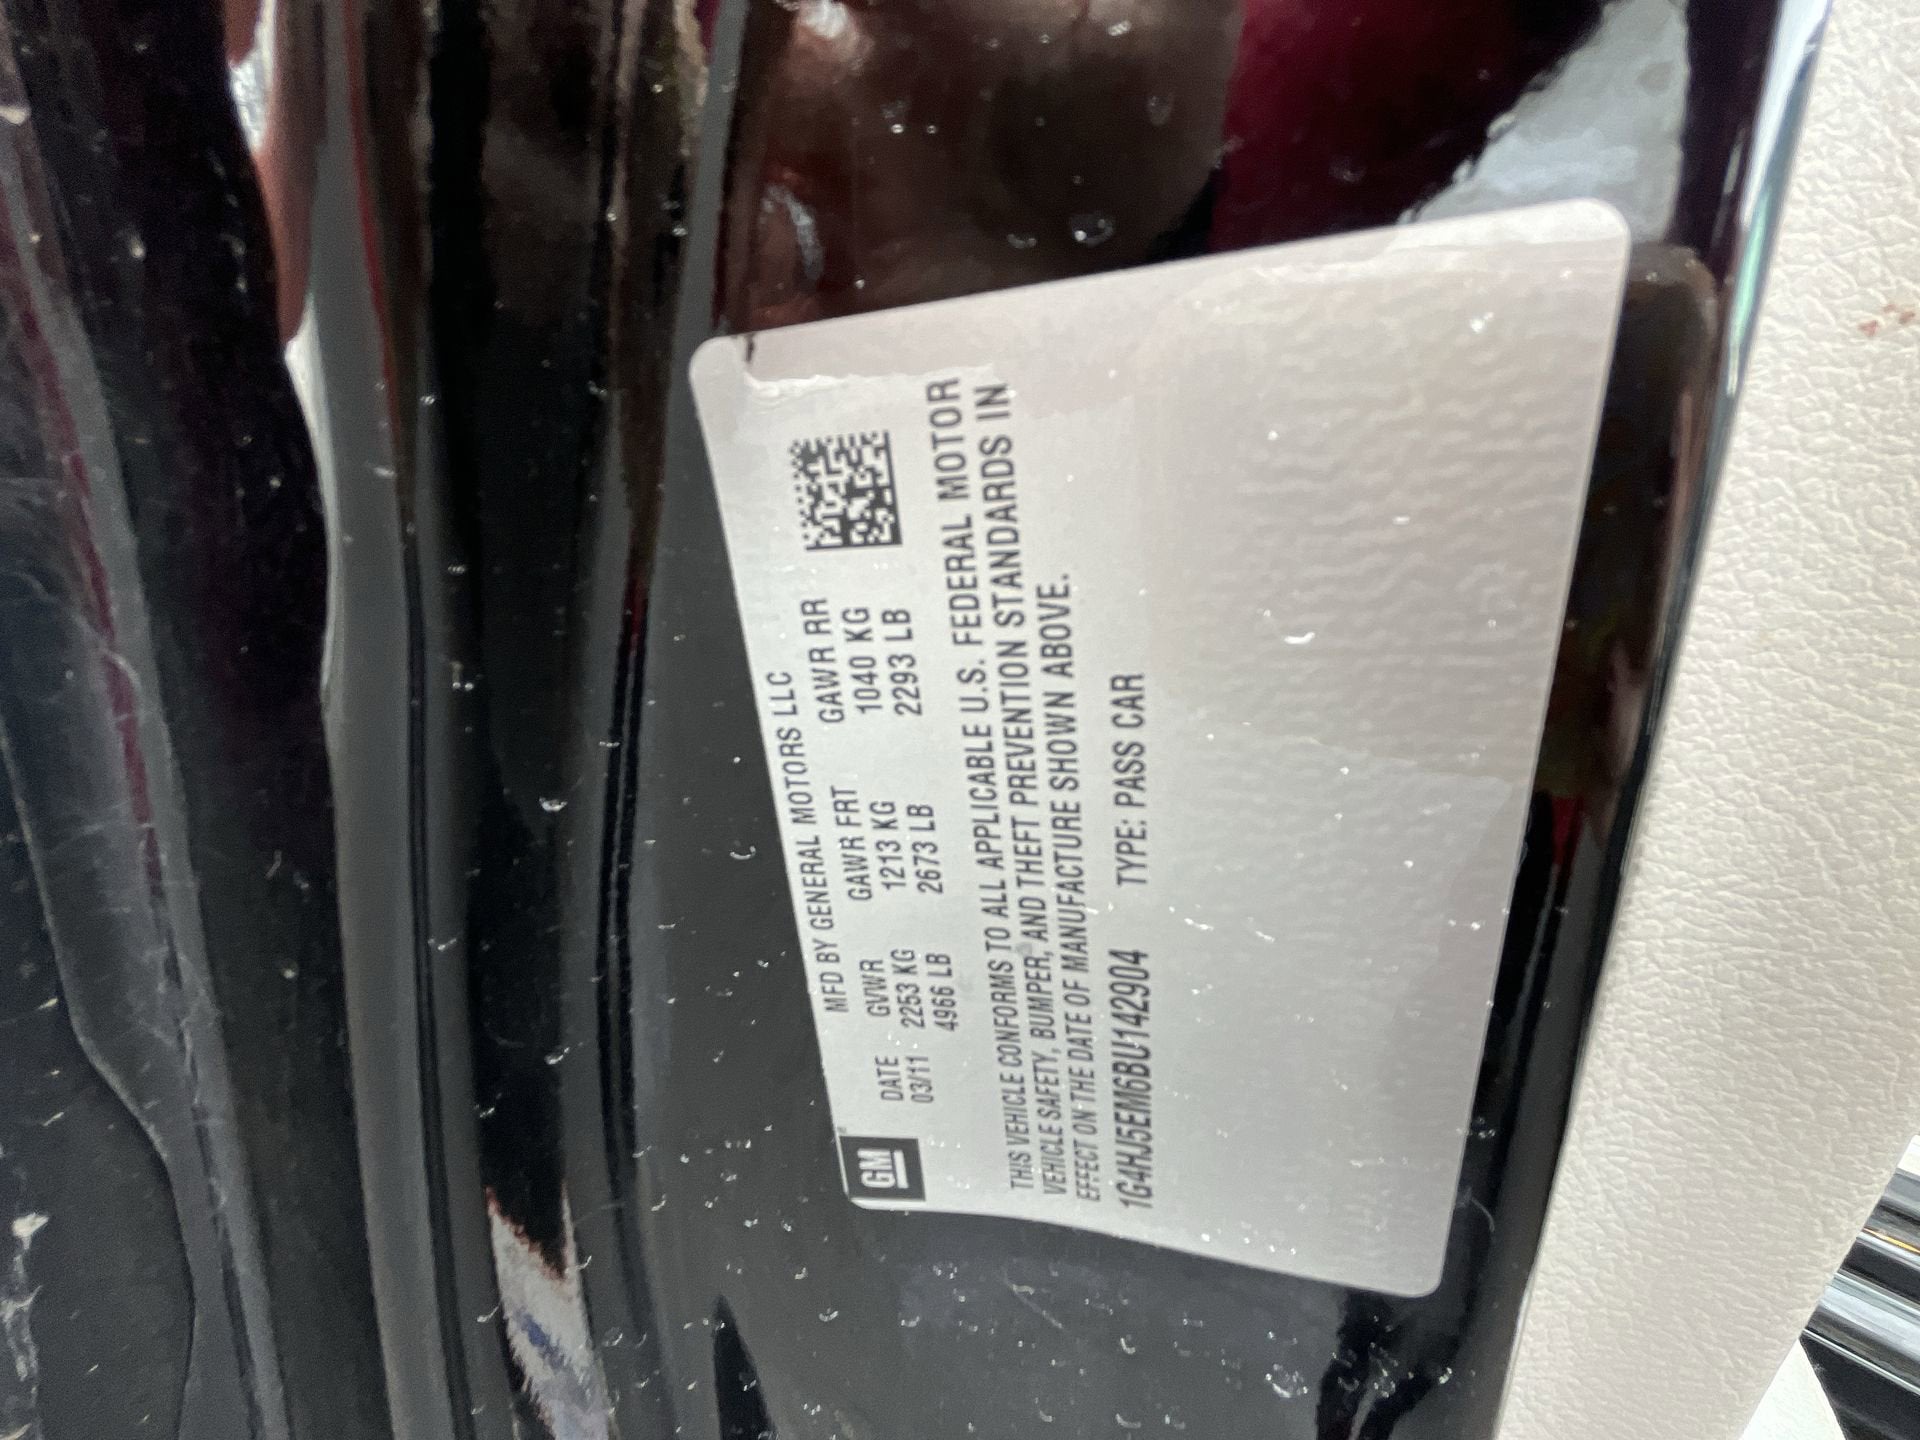 MFD BY GENERAL MOTORS LLC
GM
DATE GVWR GAWR FRT GAWR RR
03/11 2253 KG 1213 KG 1040 KG
4966 LB 2673 LB 2293 LB
THIS VEHICLE CONFORMS TO ALL APPLICABLE U.S. FEDERAL MOTOR
VEHICLE SAFETY, BUMPER, AND THEFT PREVENTION STANDARDS IN
EFFECT ON THE DATE OF MANUFACTURE SHOWN ABOVE.
1G4HJ5EM6BU142904 TYPE: PASS CAR